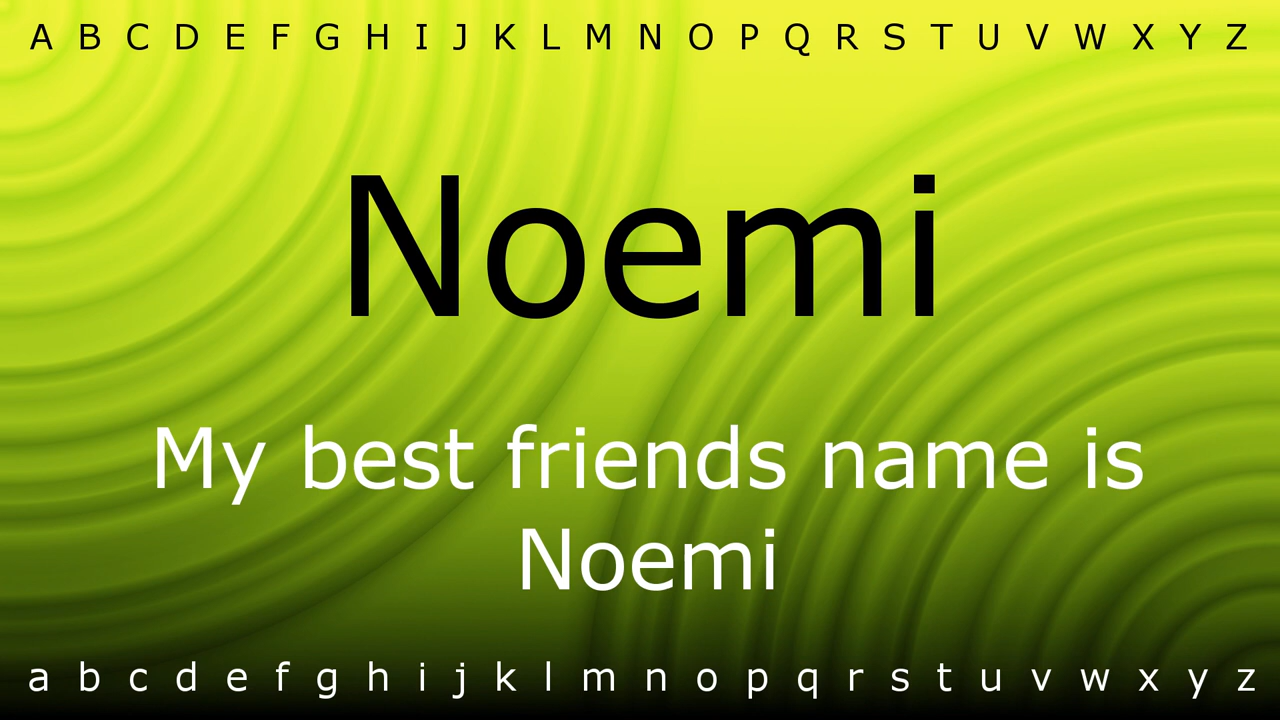 A B C D E F G H I J K L M N O P Q R S T U V W X Y Z
Noemi
My best friends name is
Noemi
a b c d e f g h i j k l m n o p q r s t u v w x y z